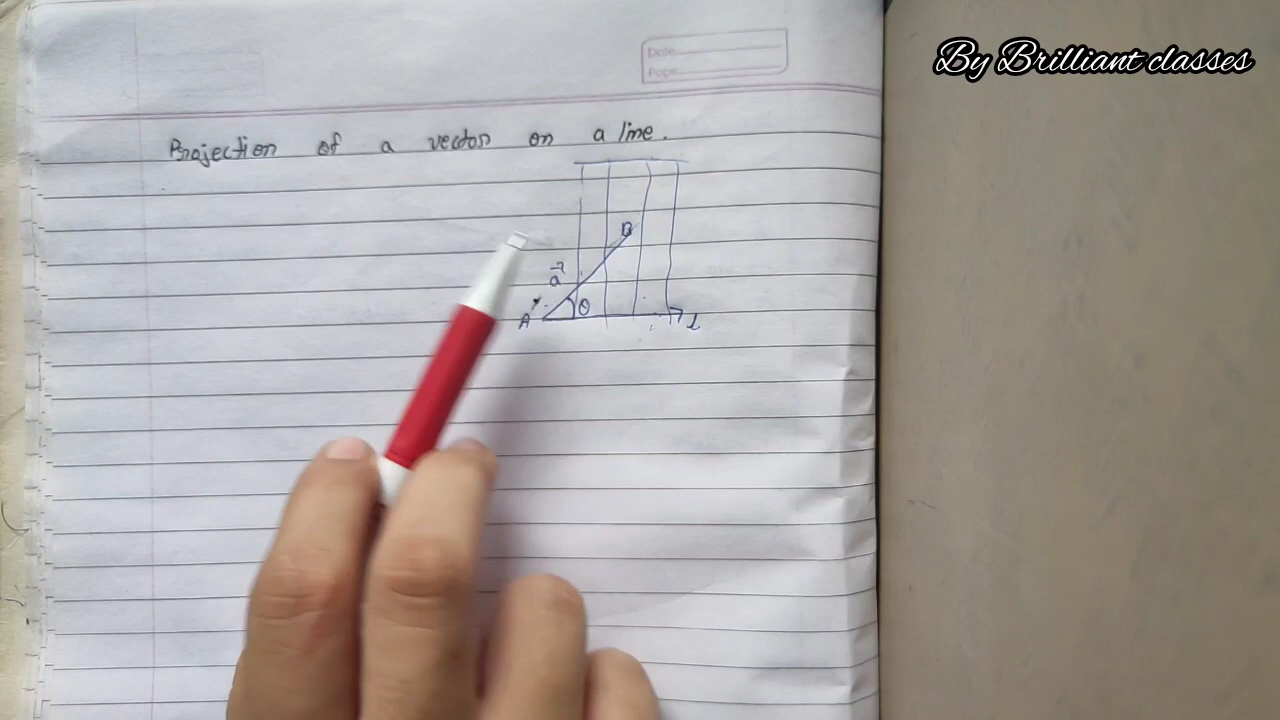 By Brilliant classes
Date
Page
Projection of a vector on a line.
B
a⃗
θ
A
L